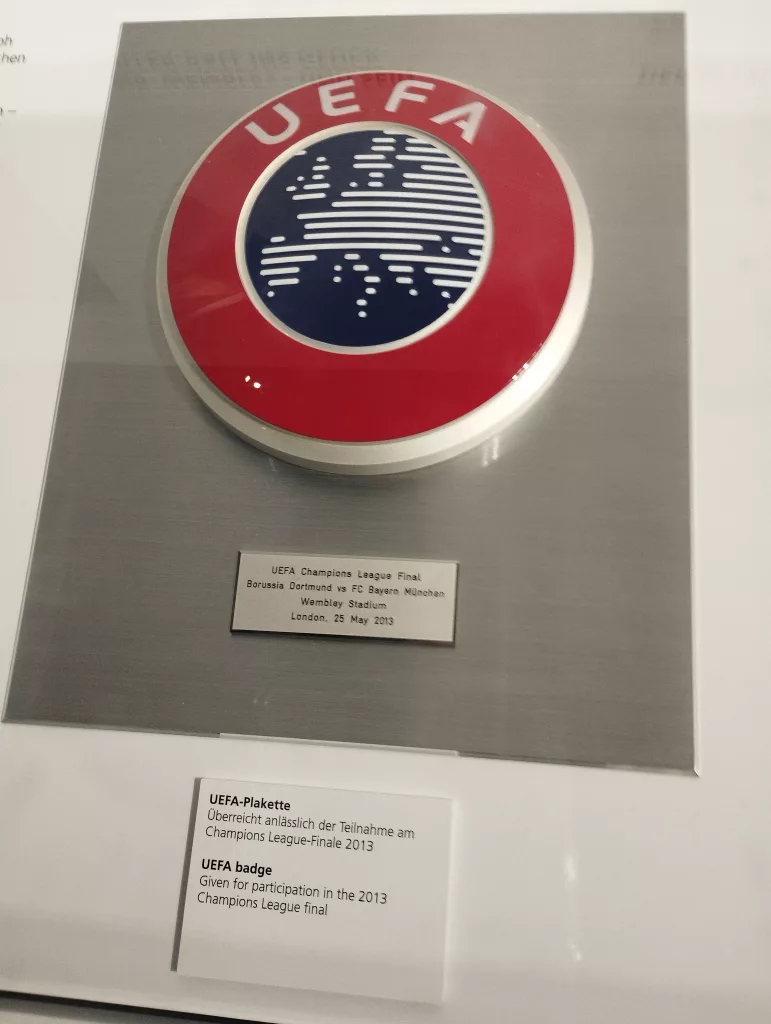 UEFA
UEFA Champions League Final
Borussia Dortmund vs FC Bayern München
Wembley Stadium
London, 25 May 2013
UEFA-Plakette
Überreicht anlässlich der Teilnahme am
Champions League-Finale 2013
UEFA badge
Given for participation in the 2013
Champions League final